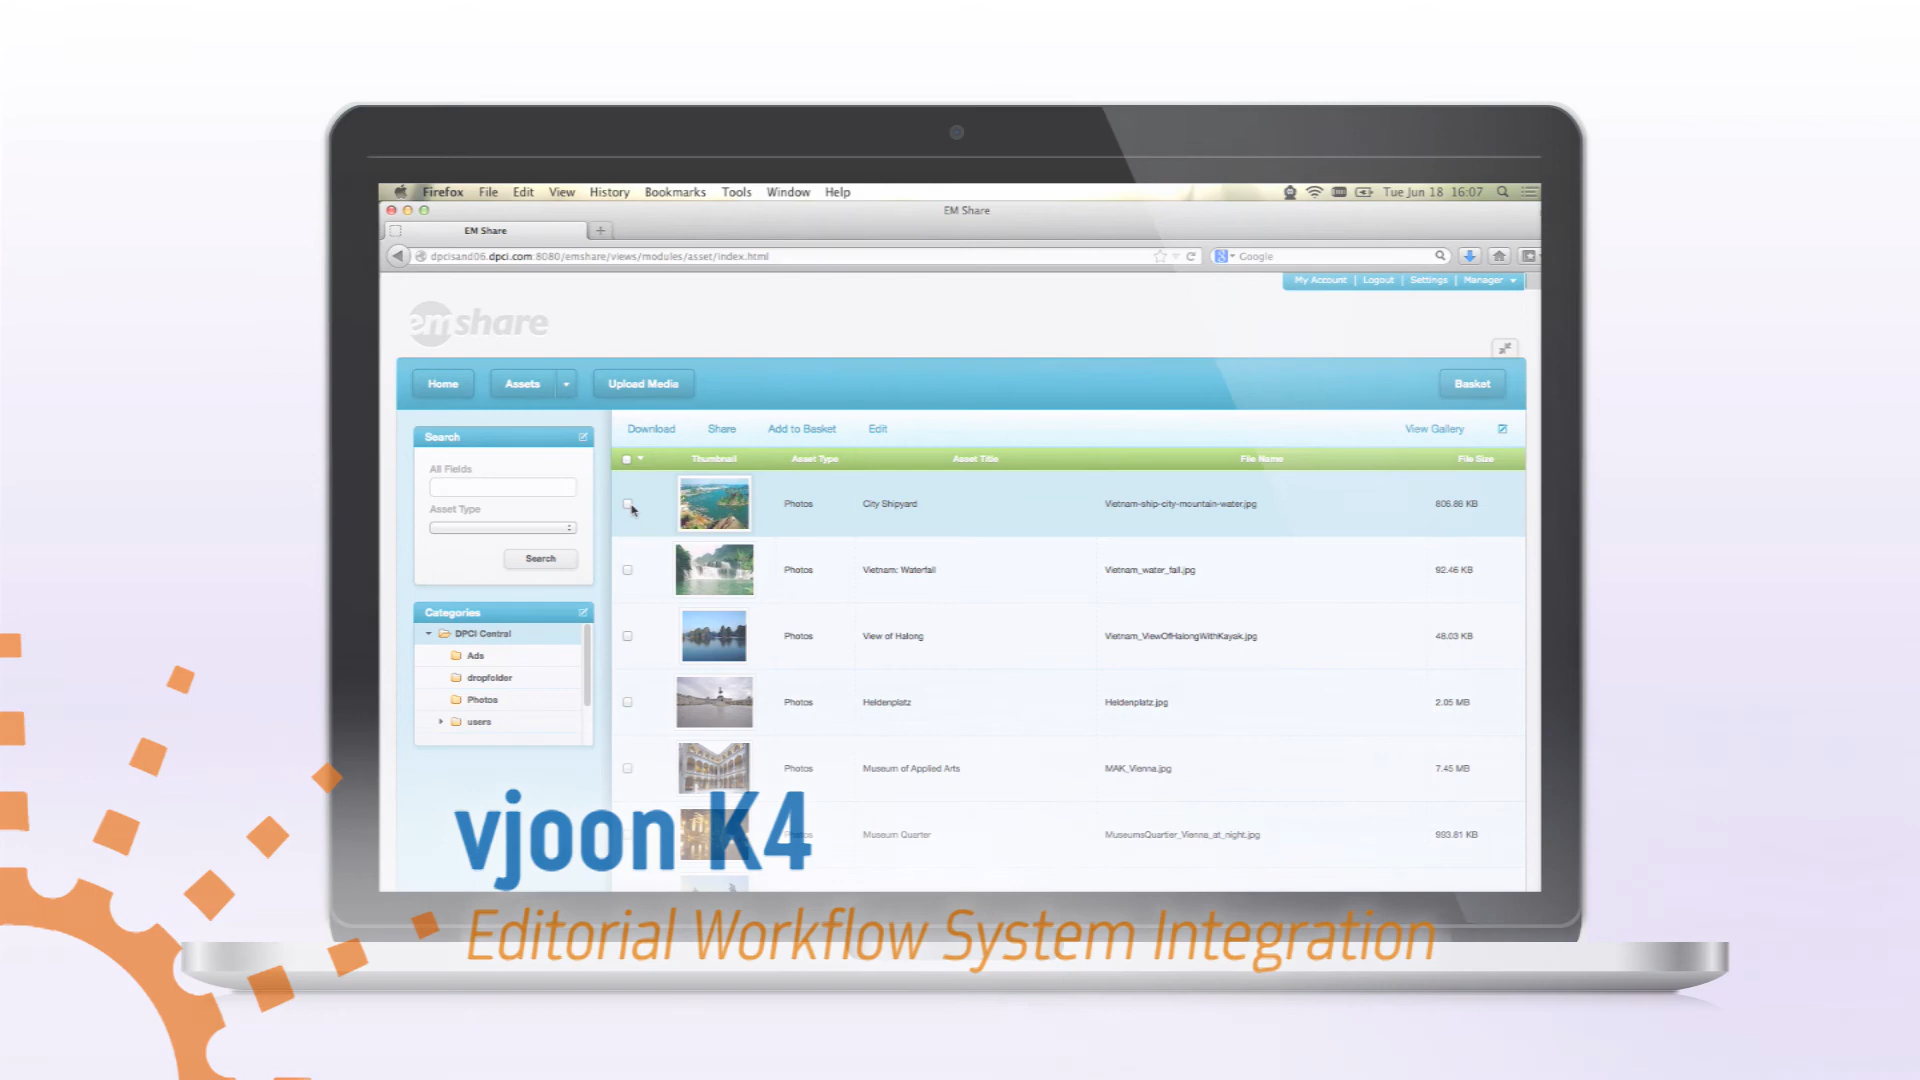 Firefox File Edit View History Bookmarks Tools Window Help
Tue Jun 18 16:07
EM Share
EM Share
dpcisand06.dpci.com:8080/emshare/views/modules/asset/index.html
Google
My Account | Logout | Settings | Manager
em share
Home Assets Upload Media Basket
Search
All Fields
Asset Type
Search
Categories
DPCI Central
Ads
dropfolder
Photos
users
Download Share Add to Basket Edit View Gallery
Thumbnail Asset Type Asset Title File Name File Size
Photos City Shipyard Vietnam-ship-city-mountain-water.jpg 806.86 KB
Photos Vietnam: Waterfall Vietnam_water_fall.jpg 92.46 KB
Photos View of Halong Vietnam_ViewOfHalongWithKayak.jpg 48.03 KB
Photos Heldenplatz Heldenplatz.jpg 2.05 MB
Photos Museum of Applied Arts MAK_Vienna.jpg 7.45 MB
Photos Museum Quarter MuseumsQuartier_Vienna_at_night.jpg 993.81 KB
vjoon K4
Editorial Workflow System Integration